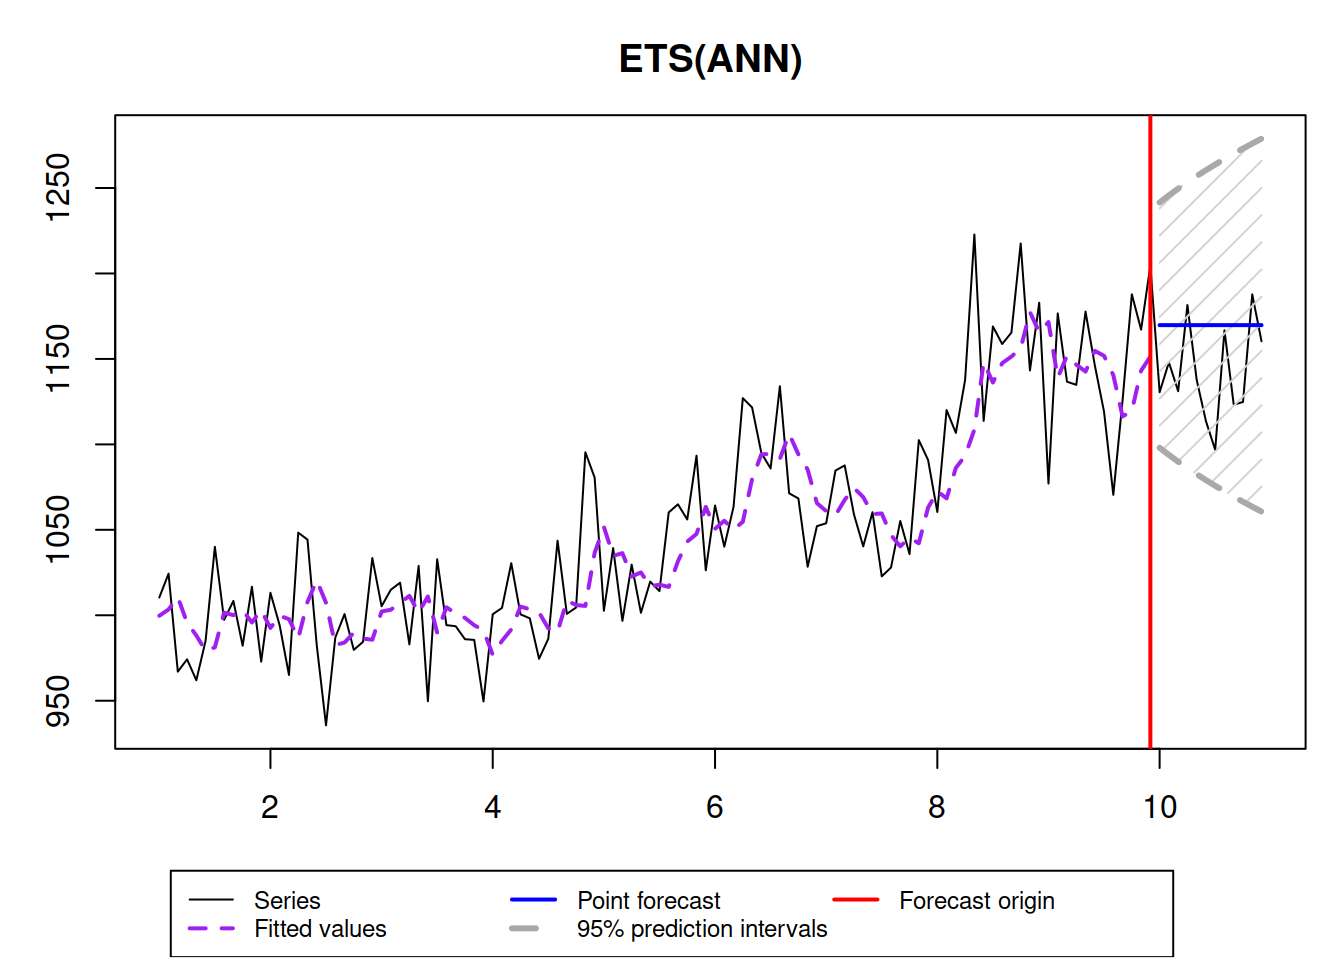 ETS(ANN)
1250
1150
1050
950
2 4 6 8 10
Series Point forecast Forecast origin
Fitted values 95% prediction intervals